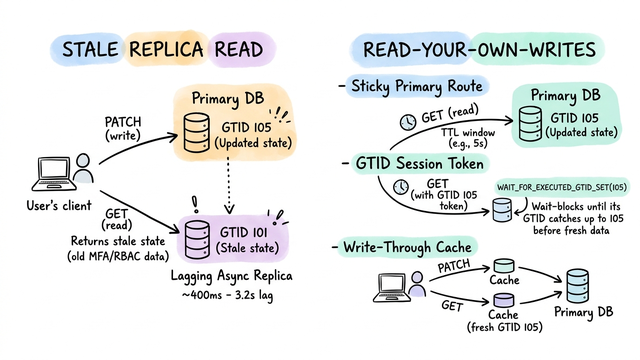 STALE REPLICA READ
PATCH
(write)
Primary DB
GTID 105
(Updated state)
User's client
GET
(read)
Returns stale state
(old MFA/RBAC data)
GTID 101
(Stale state)
Lagging Async Replica
~400ms – 3.2s lag
READ-YOUR-OWN-WRITES
- Sticky Primary Route
GET (read)
TTL window
(e.g., 5s)
Primary DB
GTID 105
(Updated state)
- GTID Session Token
GET
(with GTID 105
token)
WAIT_FOR_EXECUTED_GTID_SET(105)
Wait-blocks until its
GTID catches up to 105
before fresh data
- Write-Through Cache
PATCH
Cache
GET
Cache
(fresh GTID 105)
Primary DB